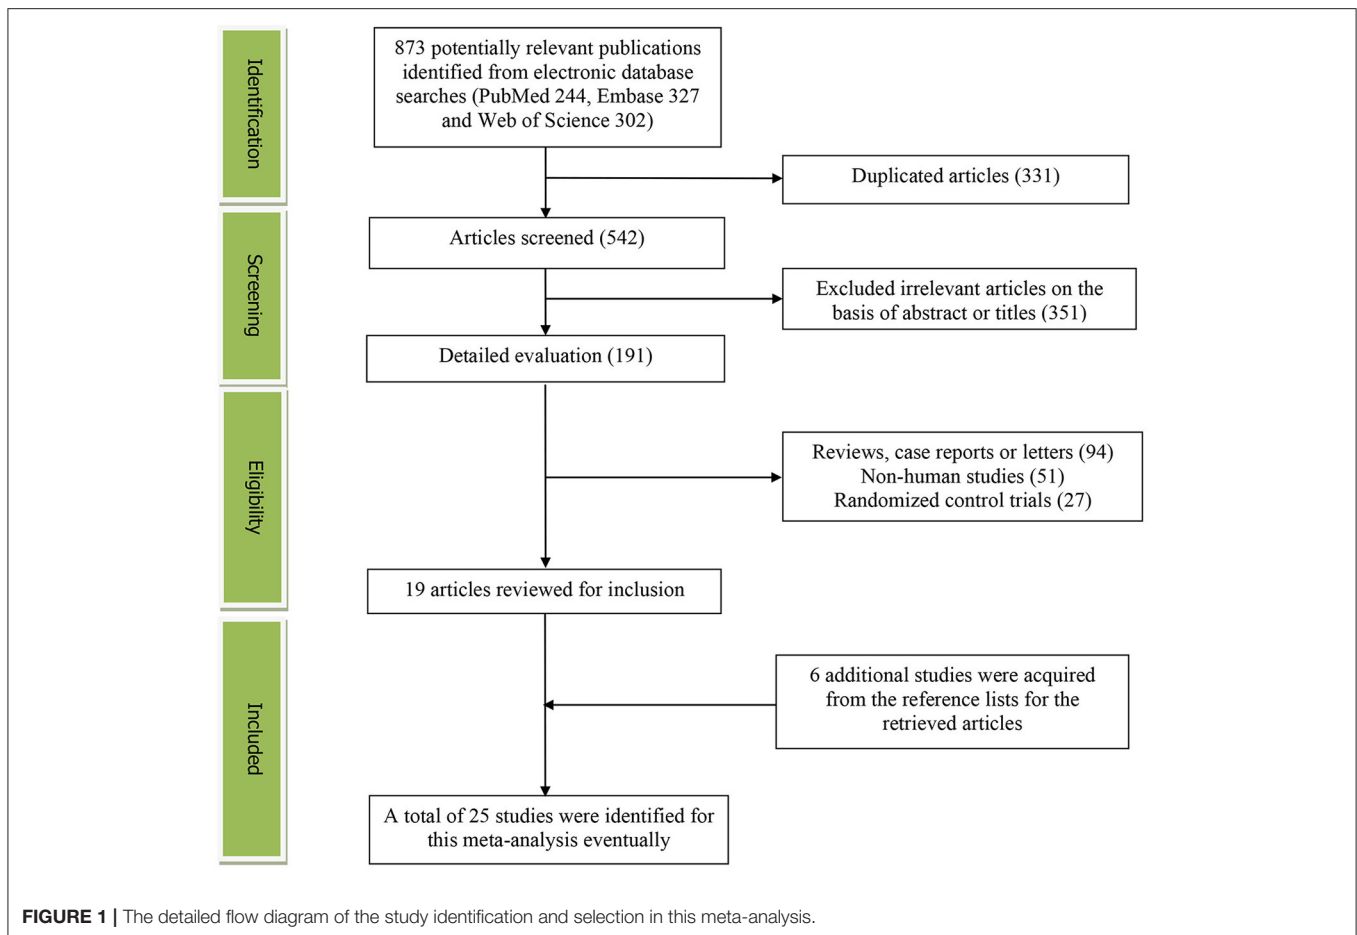 Identification
873 potentially relevant publications
identified from electronic database
searches (PubMed 244, Embase 327
and Web of Science 302)
Duplicated articles (331)
Screening
Articles screened (542)
Excluded irrelevant articles on the
basis of abstract or titles (351)
Detailed evaluation (191)
Eligibility
Reviews, case reports or letters (94)
Non-human studies (51)
Randomized control trials (27)
19 articles reviewed for inclusion
Included
6 additional studies were acquired
from the reference lists for the
retrieved articles
A total of 25 studies were identified for
this meta-analysis eventually
FIGURE 1 | The detailed flow diagram of the study identification and selection in this meta-analysis.